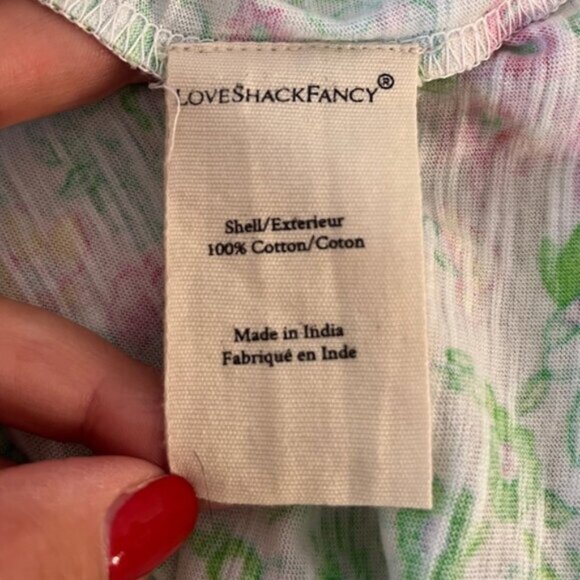 LOVESHACKFANCY®
Shell/Exterieur
100% Cotton/Coton
Made in India
Fabriqué en Inde